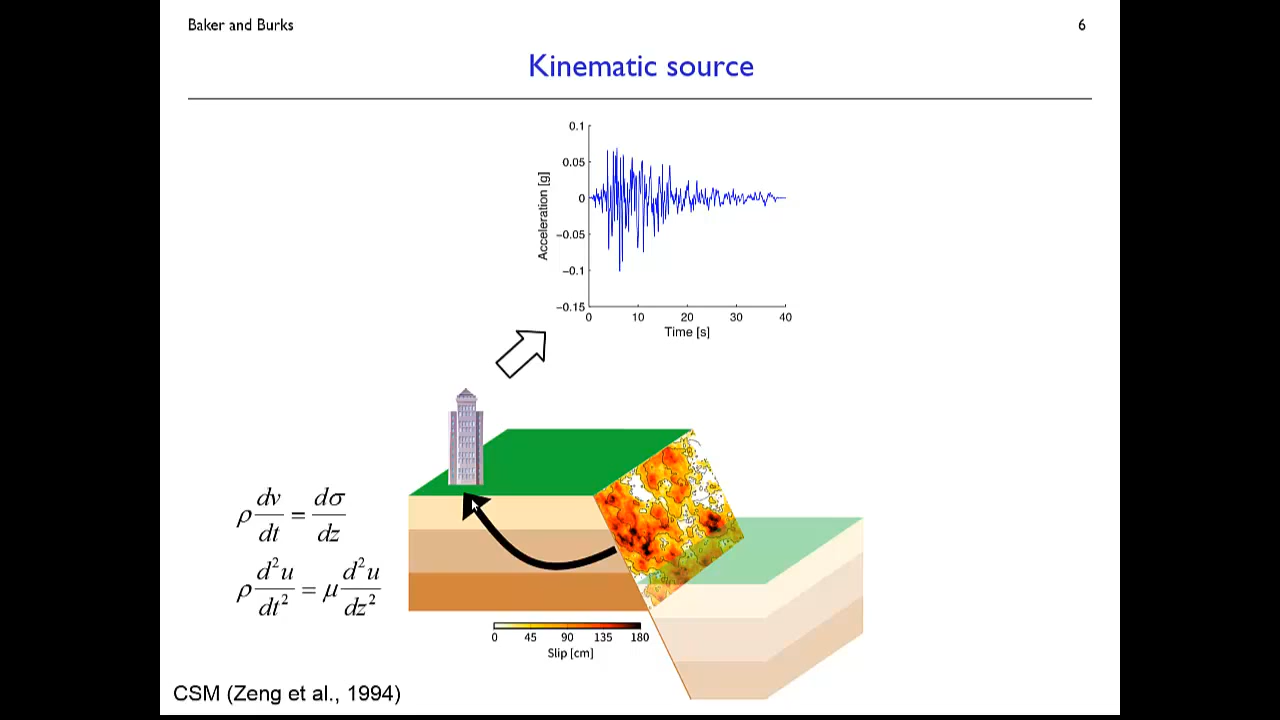 Baker and Burks
6
Kinematic source
0.1
0.05
0
−0.05
−0.1
−0.15
Acceleration [g]
0 10 20 30 40
Time [s]
ρ dv/dt = dσ/dz
ρ d²u/dt² = μ d²u/dz²
0 45 90 135 180
Slip [cm]
CSM (Zeng et al., 1994)